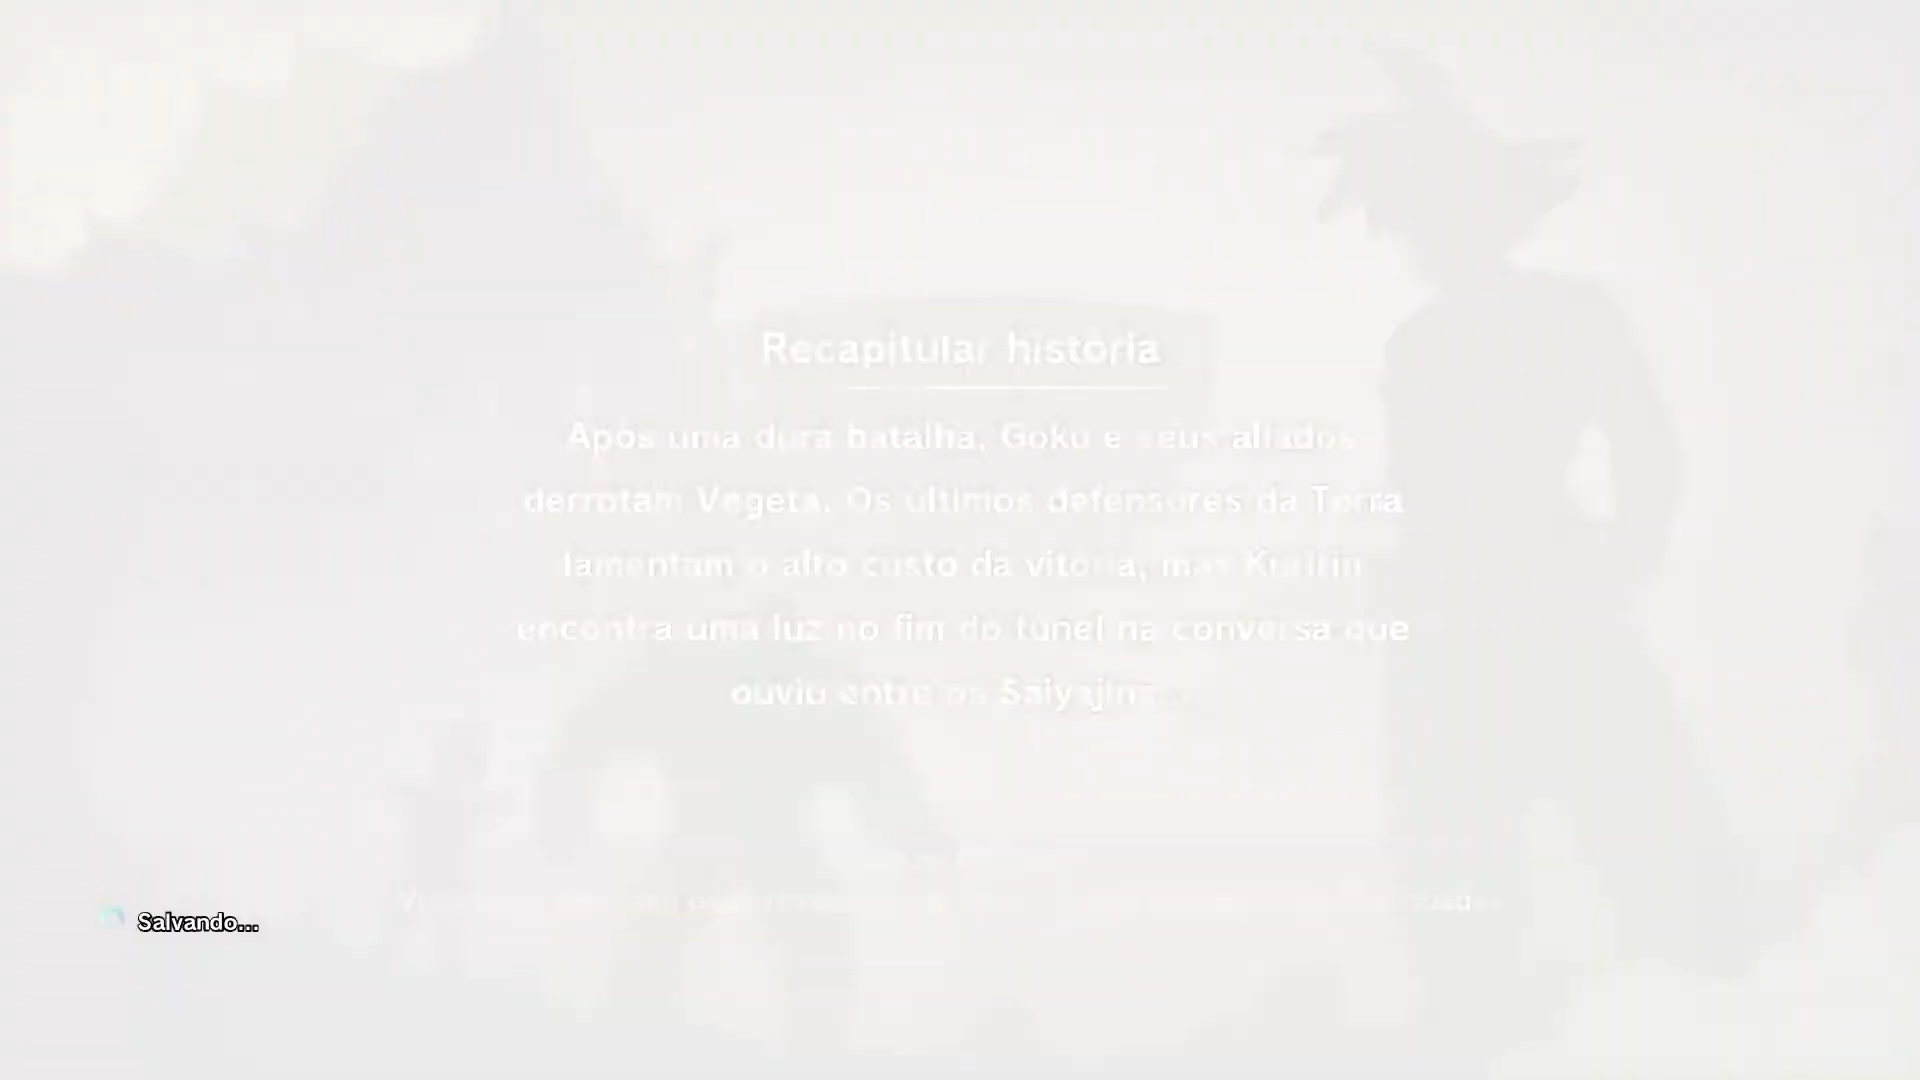 Recapitular história
Após uma dura batalha, Goku e seus aliados
derrotam Vegeta. Os últimos defensores da Terra
lamentam o alto custo da vitória, mas Kuririn
encontra uma luz no fim do túnel na conversa que
ouviu entre os Saiyajins...
Salvando...